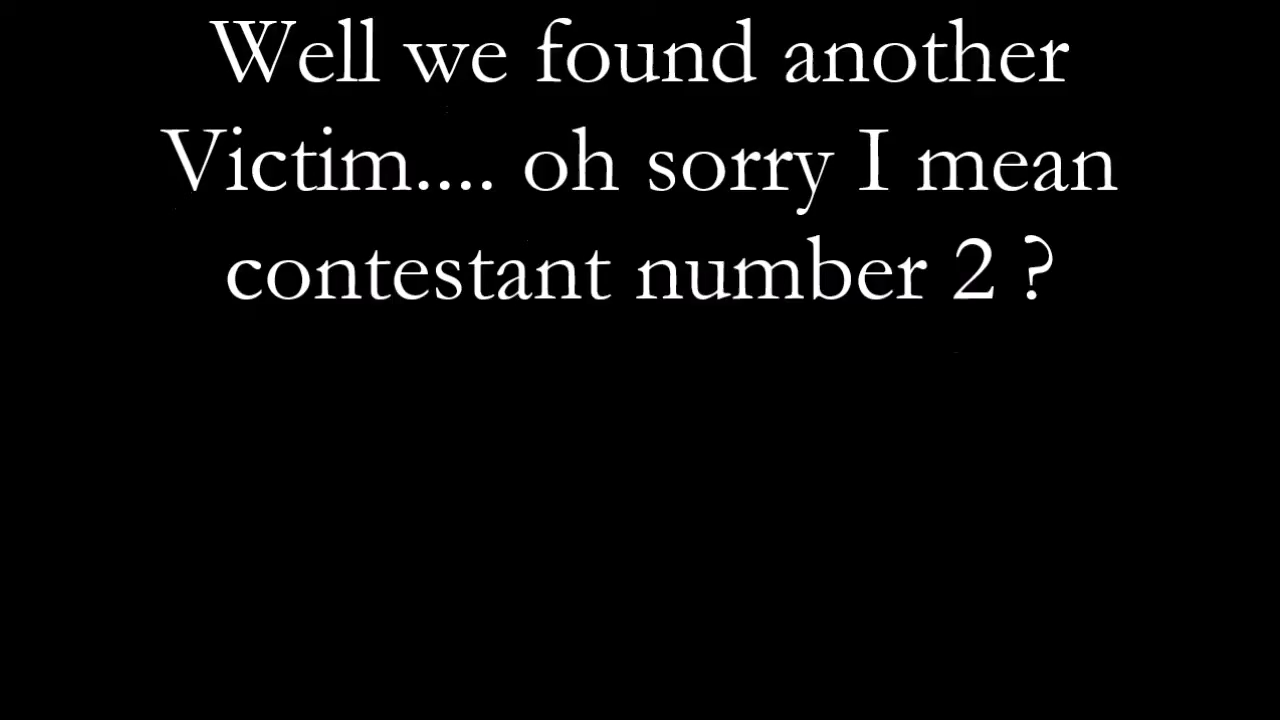 Well we found another
Victim.... oh sorry I mean
contestant number 2 ?